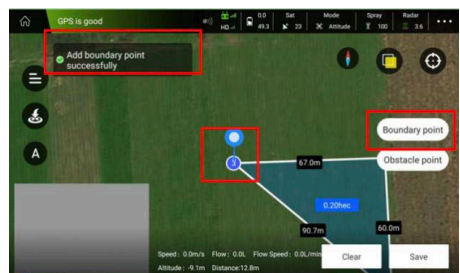 GPS is good
HD
0.0
49.3
Sat
23
Mode
Attitude
Spray
100
Radar
3.6
Add boundary point
successfully
A
Boundary point
Obstacle point
3
67.0m
0.20hec
90.7m
60.0m
Speed: 0.0m/s Flow: 0.0L Flow Speed: 0.0L/min
Altitude: -9.1m Distance:12.8m
Clear
Save